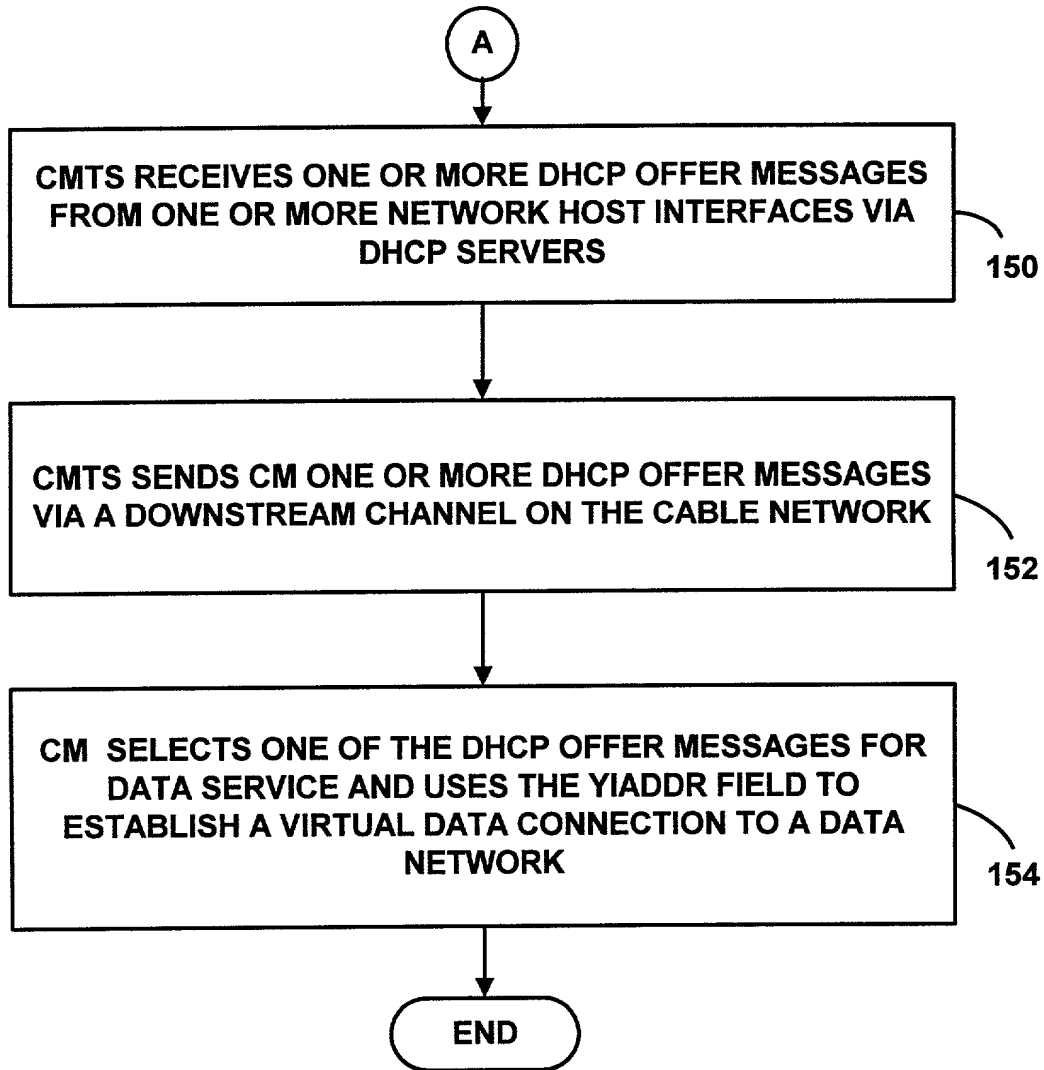 A
CMTS RECEIVES ONE OR MORE DHCP OFFER MESSAGES
FROM ONE OR MORE NETWORK HOST INTERFACES VIA
DHCP SERVERS
150
CMTS SENDS CM ONE OR MORE DHCP OFFER MESSAGES
VIA A DOWNSTREAM CHANNEL ON THE CABLE NETWORK
152
CM SELECTS ONE OF THE DHCP OFFER MESSAGES FOR
DATA SERVICE AND USES THE YIADDR FIELD TO
ESTABLISH A VIRTUAL DATA CONNECTION TO A DATA
NETWORK
154
END